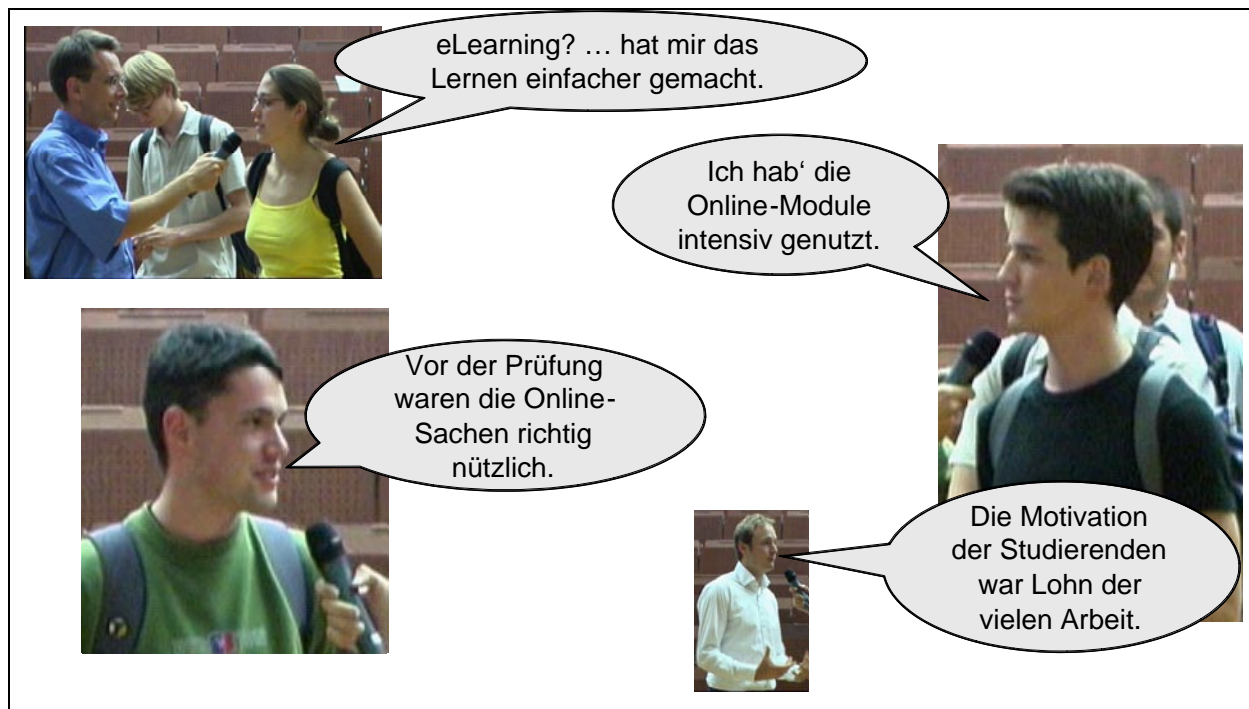 eLearning? … hat mir das
Lernen einfacher gemacht.
Ich hab‘ die
Online-Module
intensiv genutzt.
Vor der Prüfung
waren die Online-
Sachen richtig
nützlich.
Die Motivation
der Studierenden
war Lohn der
vielen Arbeit.